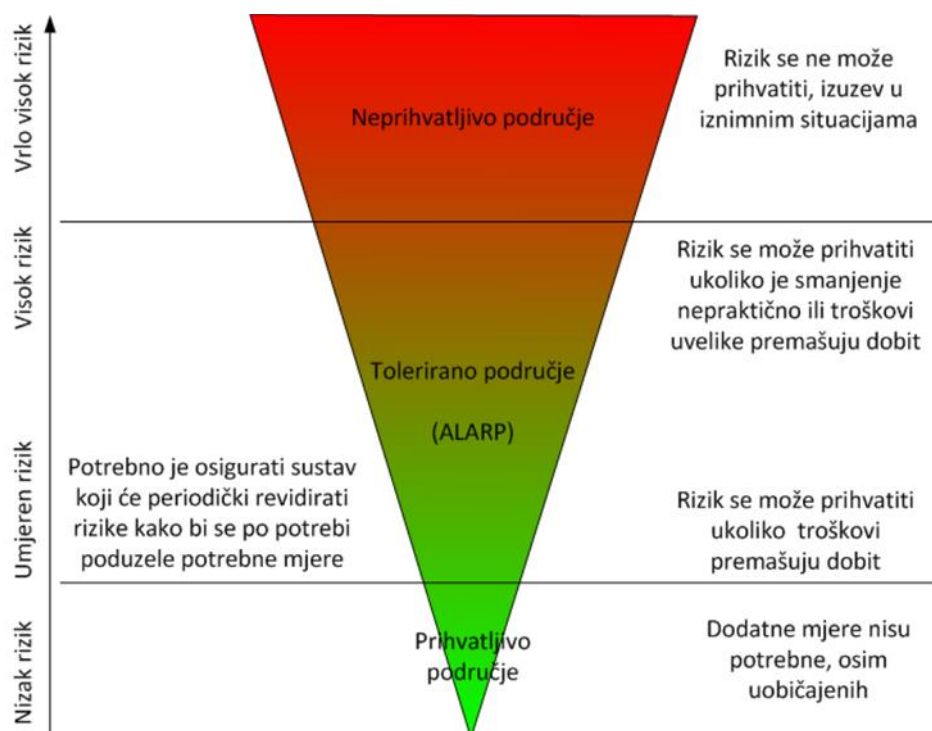 Vrlo visok rizik
Neprihvatljivo područje
Rizik se ne može
prihvatiti, izuzev u
iznimnim situacijama
Visok rizik
Rizik se može prihvatiti
ukoliko je smanjenje
nepraktično ili troškovi
uvelike premašuju dobit
Tolerirano područje
(ALARP)
Umjeren rizik
Potrebno je osigurati sustav
koji će periodički revidirati
rizike kako bi se po potrebi
poduzele potrebne mjere
Rizik se može prihvatiti
ukoliko troškovi
premašuju dobit
Nizak rizik
Prihvatljivo
područje
Dodatne mjere nisu
potrebne, osim
uobičajenih